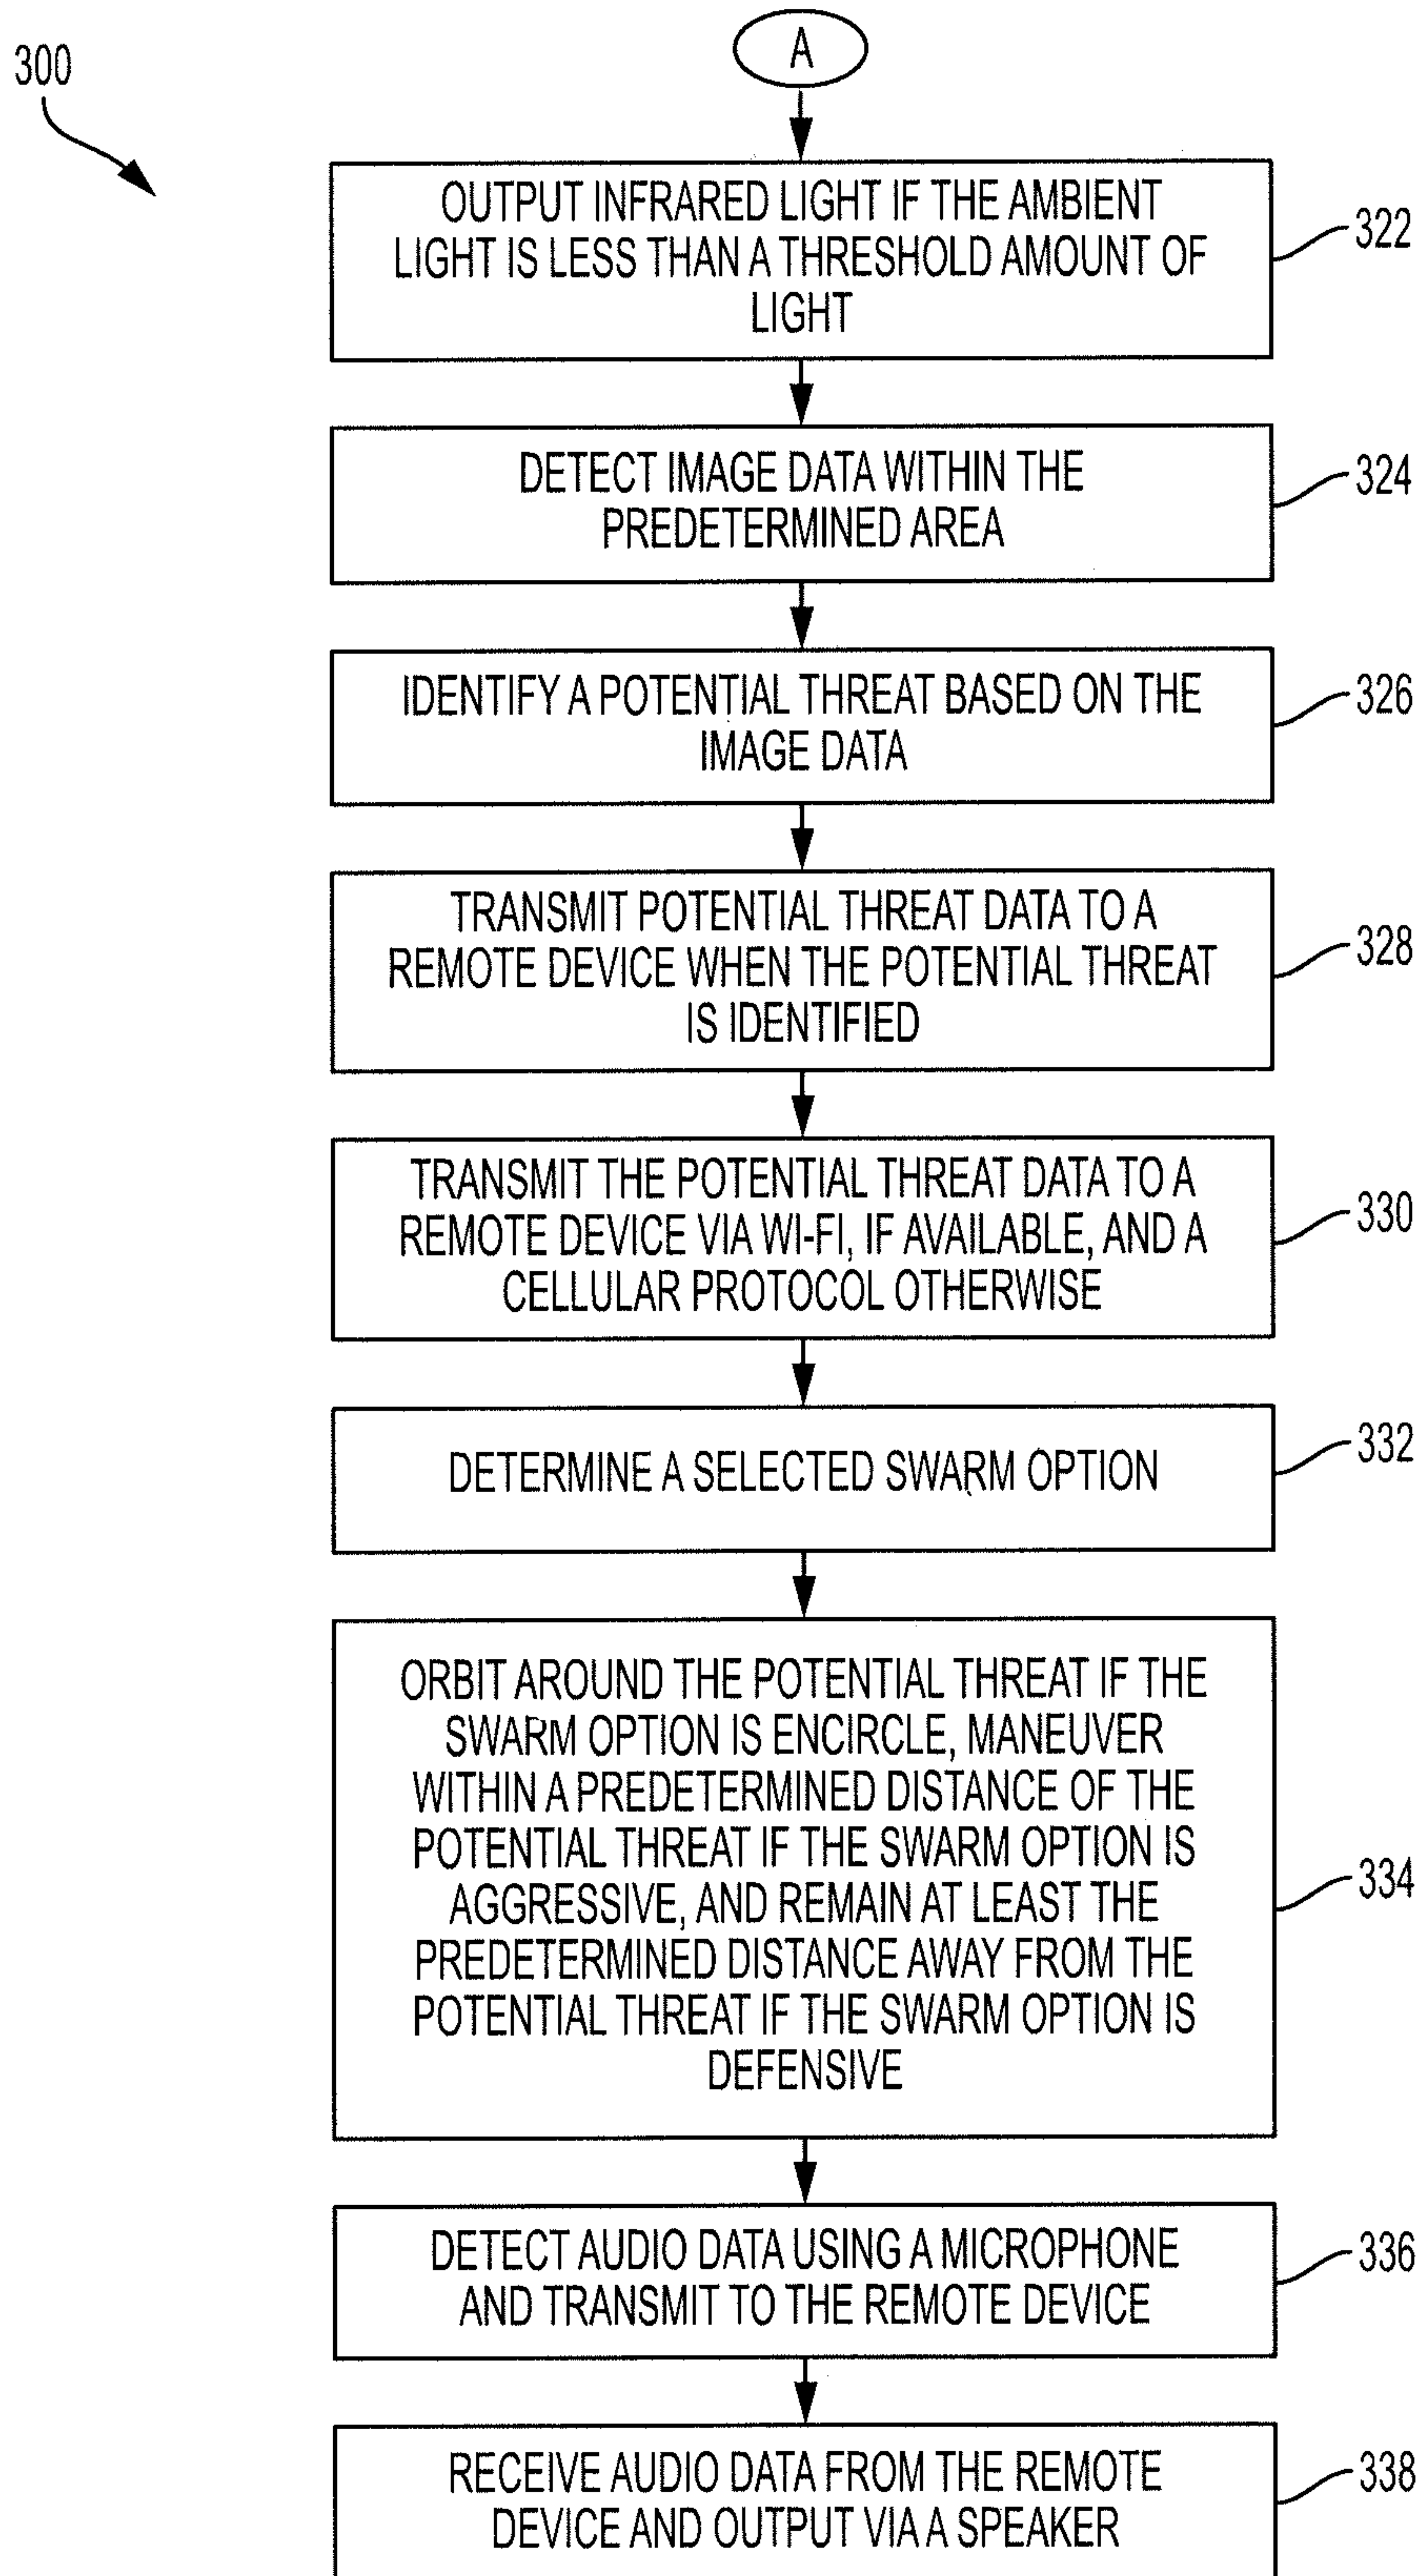 300
A
OUTPUT INFRARED LIGHT IF THE AMBIENT
LIGHT IS LESS THAN A THRESHOLD AMOUNT OF
LIGHT
322
DETECT IMAGE DATA WITHIN THE
PREDETERMINED AREA
324
IDENTIFY A POTENTIAL THREAT BASED ON THE
IMAGE DATA
326
TRANSMIT POTENTIAL THREAT DATA TO A
REMOTE DEVICE WHEN THE POTENTIAL THREAT
IS IDENTIFIED
328
TRANSMIT THE POTENTIAL THREAT DATA TO A
REMOTE DEVICE VIA WI-FI, IF AVAILABLE, AND A
CELLULAR PROTOCOL OTHERWISE
330
DETERMINE A SELECTED SWARM OPTION
332
ORBIT AROUND THE POTENTIAL THREAT IF THE
SWARM OPTION IS ENCIRCLE, MANEUVER
WITHIN A PREDETERMINED DISTANCE OF THE
POTENTIAL THREAT IF THE SWARM OPTION IS
AGGRESSIVE, AND REMAIN AT LEAST THE
PREDETERMINED DISTANCE AWAY FROM THE
POTENTIAL THREAT IF THE SWARM OPTION IS
DEFENSIVE
334
DETECT AUDIO DATA USING A MICROPHONE
AND TRANSMIT TO THE REMOTE DEVICE
336
RECEIVE AUDIO DATA FROM THE REMOTE
DEVICE AND OUTPUT VIA A SPEAKER
338